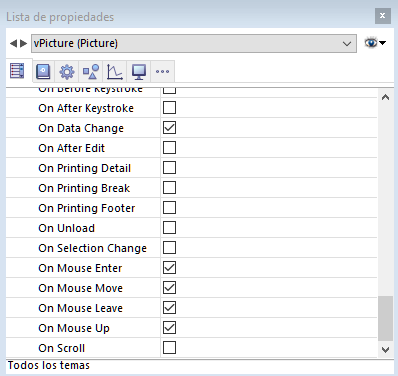 Lista de propiedades
vPicture (Picture)
On Before Keystroke
On After Keystroke
On Data Change
On After Edit
On Printing Detail
On Printing Break
On Printing Footer
On Unload
On Selection Change
On Mouse Enter
On Mouse Move
On Mouse Leave
On Mouse Up
On Scroll
Todos los temas